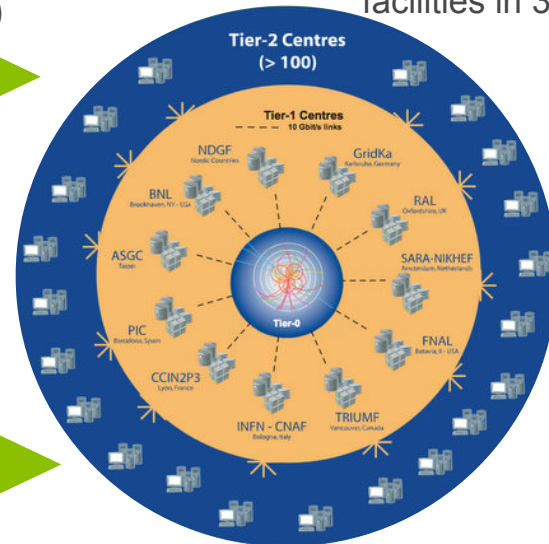 )
facilities in 3
Tier-2 Centres
(> 100)
Tier-1 Centres
10 Gbit/s links
NDGF
Nordic Countries
GridKa
Karlsruhe, Germany
BNL
Brookhaven, NY - USA
RAL
Oxfordshire, UK
ASGC
Taipei
SARA-NIKHEF
Amsterdam, Netherlands
Tier-0
PIC
Barcelona, Spain
FNAL
Batavia, Il - USA
CCIN2P3
Lyon, France
TRIUMF
Vancouver, Canada
INFN - CNAF
Bologna, Italy